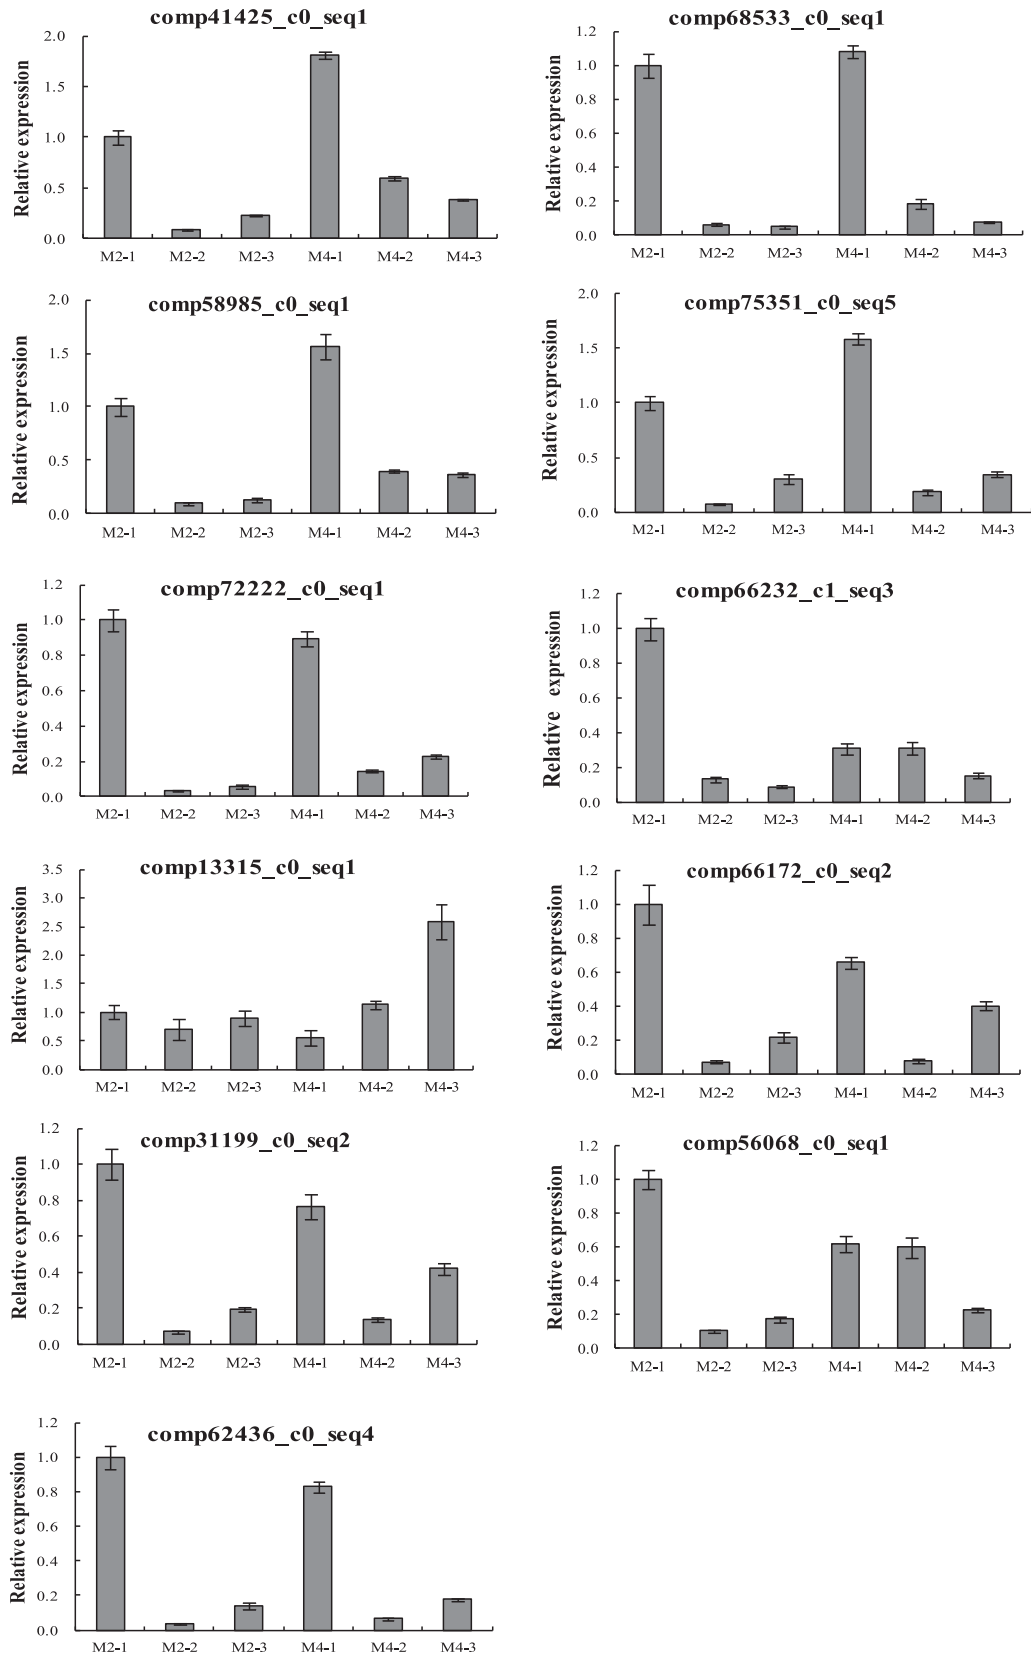 comp41425_c0_seq1
Relative expression
2.0
1.5
1.0
0.5
0.0
M2-1 M2-2 M2-3 M4-1 M4-2 M4-3
comp68533_c0_seq1
Relative expression
1.2
1.0
0.8
0.6
0.4
0.2
0.0
M2-1 M2-2 M2-3 M4-1 M4-2 M4-3
comp58985_c0_seq1
Relative expression
2.0
1.5
1.0
0.5
0.0
M2-1 M2-2 M2-3 M4-1 M4-2 M4-3
comp75351_c0_seq5
Relative expression
2.0
1.5
1.0
0.5
0.0
M2-1 M2-2 M2-3 M4-1 M4-2 M4-3
comp72222_c0_seq1
Relative expression
1.2
1.0
0.8
0.6
0.4
0.2
0.0
M2-1 M2-2 M2-3 M4-1 M4-2 M4-3
comp66232_c1_seq3
Relative expression
1.2
1.0
0.8
0.6
0.4
0.2
0.0
M2-1 M2-2 M2-3 M4-1 M4-2 M4-3
comp13315_c0_seq1
Relative expression
3.5
3.0
2.5
2.0
1.5
1.0
0.5
0.0
M2-1 M2-2 M2-3 M4-1 M4-2 M4-3
comp66172_c0_seq2
Relative expression
1.2
1.0
0.8
0.6
0.4
0.2
0.0
M2-1 M2-2 M2-3 M4-1 M4-2 M4-3
comp31199_c0_seq2
Relative expression
1.2
1.0
0.8
0.6
0.4
0.2
0.0
M2-1 M2-2 M2-3 M4-1 M4-2 M4-3
comp56068_c0_seq1
Relative expression
1.2
1.0
0.8
0.6
0.4
0.2
0.0
M2-1 M2-2 M2-3 M4-1 M4-2 M4-3
comp62436_c0_seq4
Relative expression
1.2
1.0
0.8
0.6
0.4
0.2
0.0
M2-1 M2-2 M2-3 M4-1 M4-2 M4-3